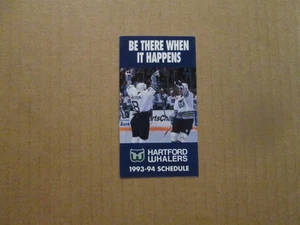 BE THERE WHEN
IT HAPPENS
HARTFORD
WHALERS
1993-94 SCHEDULE